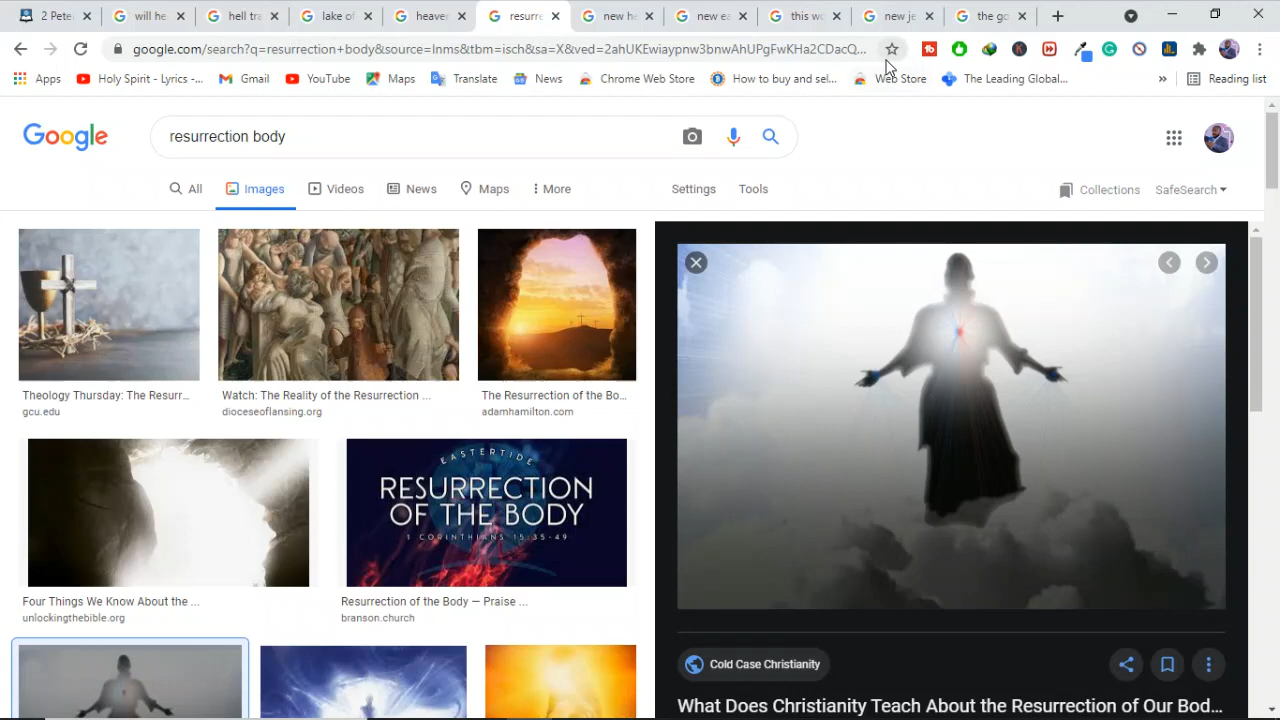 2 Pete
will he
hell tr
lake of
heaven
resurre
new he
new ea
this wo
new je
the go
google.com/search?q=resurrection+body&source=lnms&tbm=isch&sa=X&ved=2ahUKEwiaypnw3bnwAhUPgFwKHa2CDacQ...
Apps
Holy Spirit - Lyrics -...
Gmail
YouTube
Maps
Translate
News
Chrome Web Store
How to buy and sel...
Web Store
The Leading Global...
»
Reading list
Google
resurrection body
All
Images
Videos
News
Maps
More
Settings
Tools
Collections
SafeSearch
Theology Thursday: The Resurr...
gcu.edu
Watch: The Reality of the Resurrection ...
dioceseoflansing.org
The Resurrection of the Bo...
adamhamilton.com
EASTERTIDE
RESURRECTION
OF THE BODY
1 CORINTHIANS 15:35-49
Four Things We Know About the ...
unlockingthebible.org
Resurrection of the Body — Praise ...
branson.church
Cold Case Christianity
What Does Christianity Teach About the Resurrection of Our Bod...